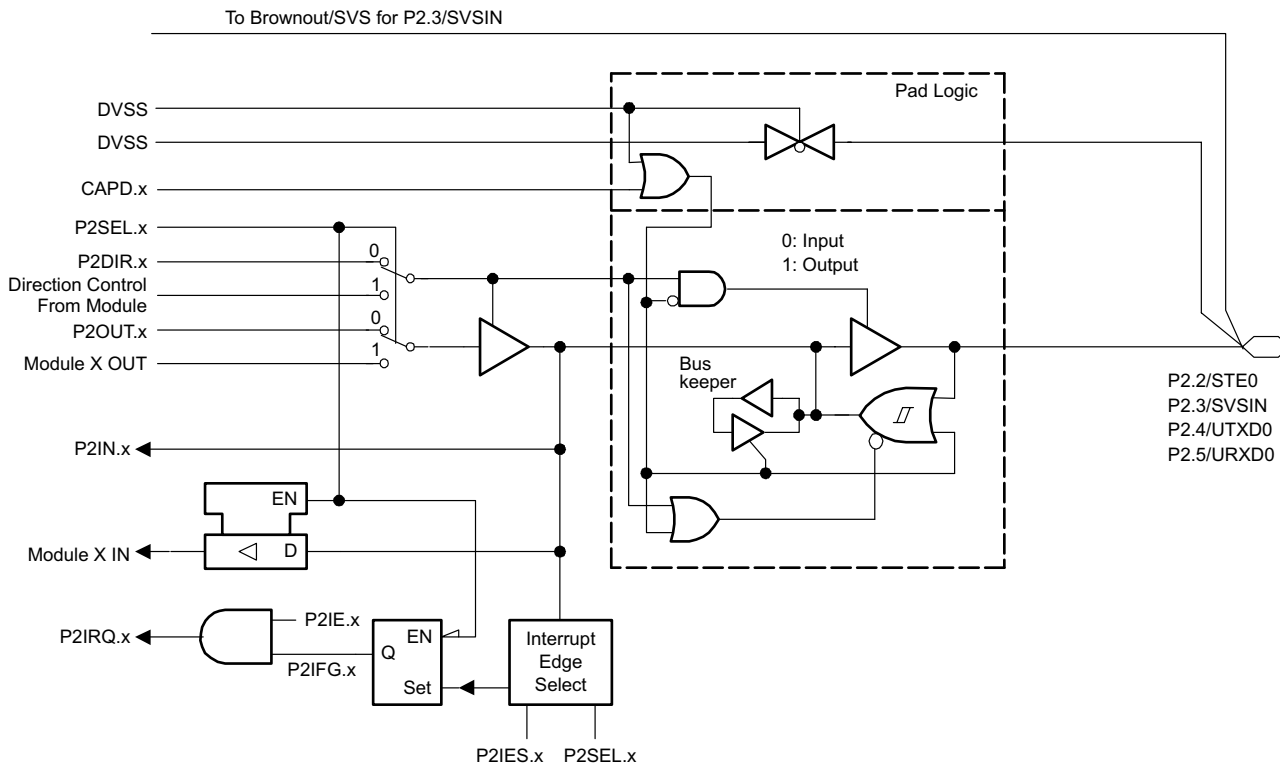 To Brownout/SVS for P2.3/SVSIN
Pad Logic
DVSS
DVSS
CAPD.x
P2SEL.x
0
P2DIR.x
Direction Control
From Module
1
0
P2OUT.x
1
Module X OUT
0: Input
1: Output
Bus
keeper
P2.2/STE0
P2.3/SVSIN
P2.4/UTXD0
P2.5/URXD0
P2IN.x
EN
D
Module X IN
P2IE.x
P2IRQ.x
P2IFG.x
EN
Q
Set
Interrupt
Edge
Select
P2IES.x
P2SEL.x